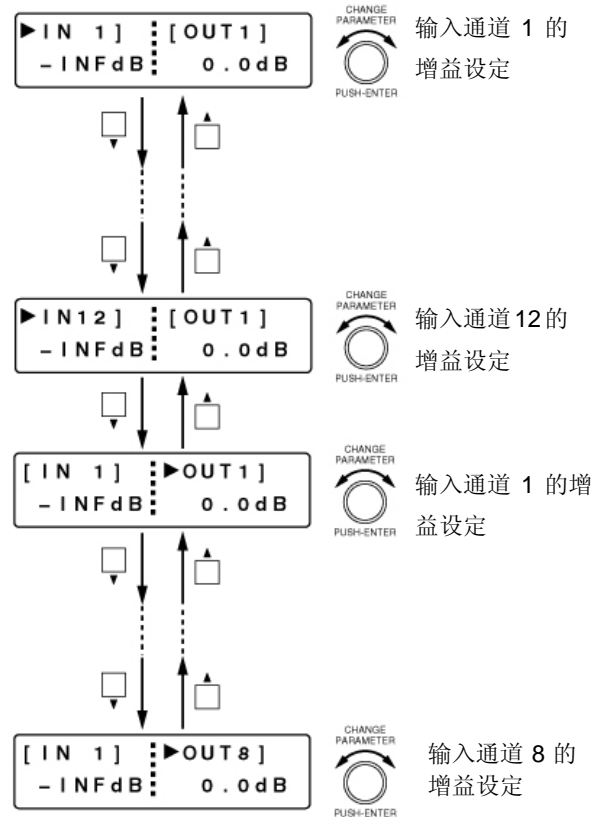 CHANGE
PARAMETER
▶IN 1] [OUT1]
-INFdB 0.0dB
PUSH-ENTER
输入通道 1 的
增益设定
CHANGE
PARAMETER
▶IN12] [OUT1]
-INFdB 0.0dB
PUSH-ENTER
输入通道12的
增益设定
CHANGE
PARAMETER
[IN 1] ▶OUT1]
-INFdB 0.0dB
PUSH-ENTER
输入通道 1 的增
益设定
CHANGE
PARAMETER
[IN 1] ▶OUT8]
-INFdB 0.0dB
PUSH-ENTER
输入通道 8 的
增益设定